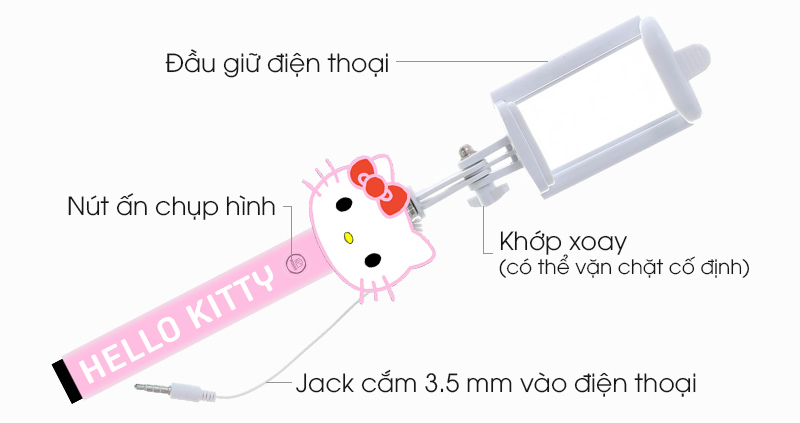 Đầu giữ điện thoại
Nút ấn chụp hình
Khớp xoay
(có thể vặn chặt cố định)
HELLO KITTY
Jack cắm 3.5 mm vào điện thoại